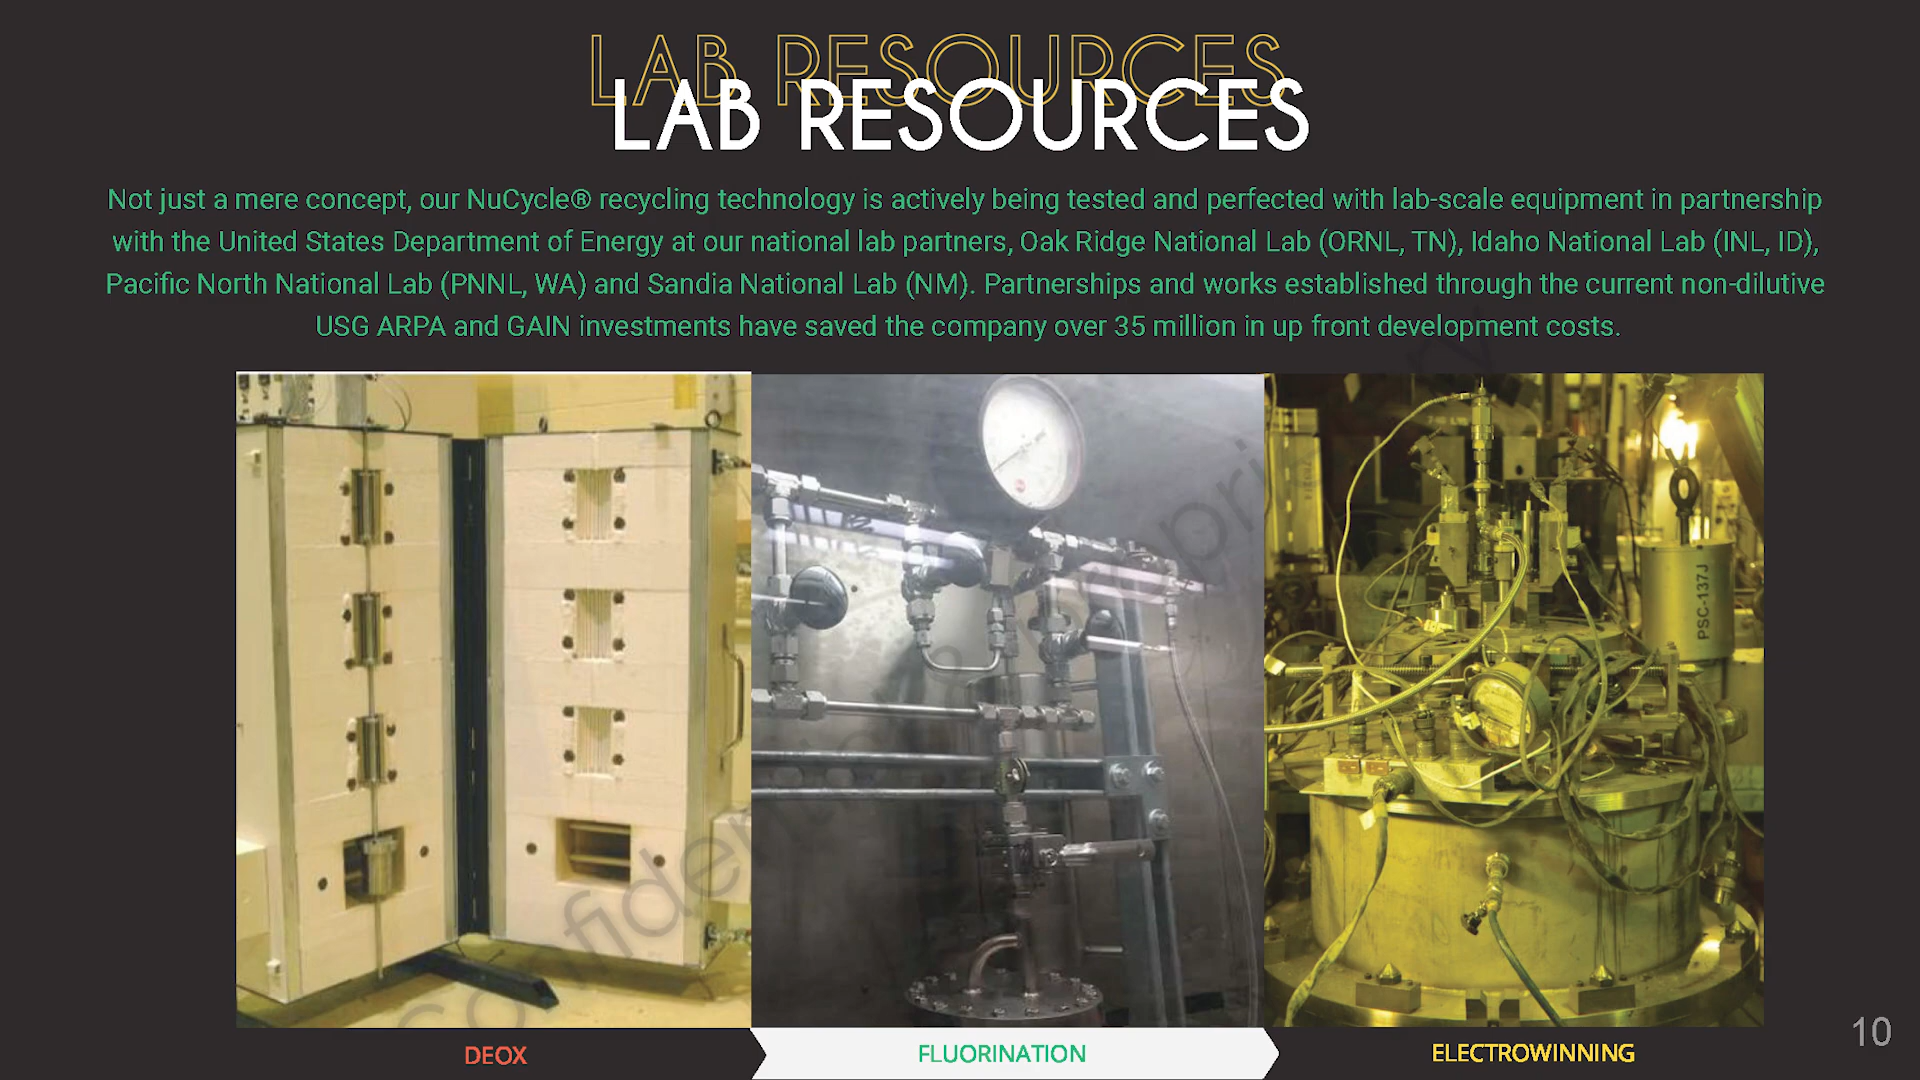 LAB RESOURCES
LAB RESOURCES
Not just a mere concept, our NuCycle® recycling technology is actively being tested and perfected with lab-scale equipment in partnership
with the United States Department of Energy at our national lab partners, Oak Ridge National Lab (ORNL, TN), Idaho National Lab (INL, ID),
Pacific North National Lab (PNNL, WA) and Sandia National Lab (NM). Partnerships and works established through the current non-dilutive
USG ARPA and GAIN investments have saved the company over 35 million in up front development costs.
PSC-137J
DEOX
FLUORINATION
ELECTROWINNING
10